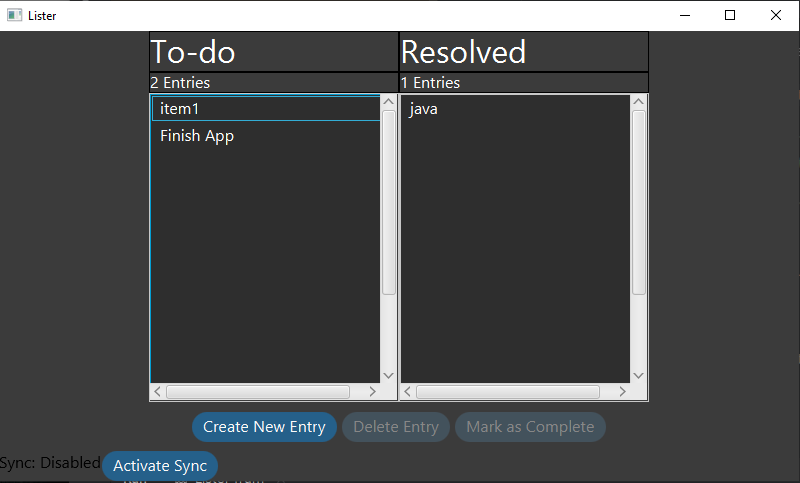 Lister
To-do
Resolved
2 Entries
1 Entries
item1
java
Finish App
Create New Entry
Delete Entry
Mark as Complete
Sync: Disabled
Activate Sync